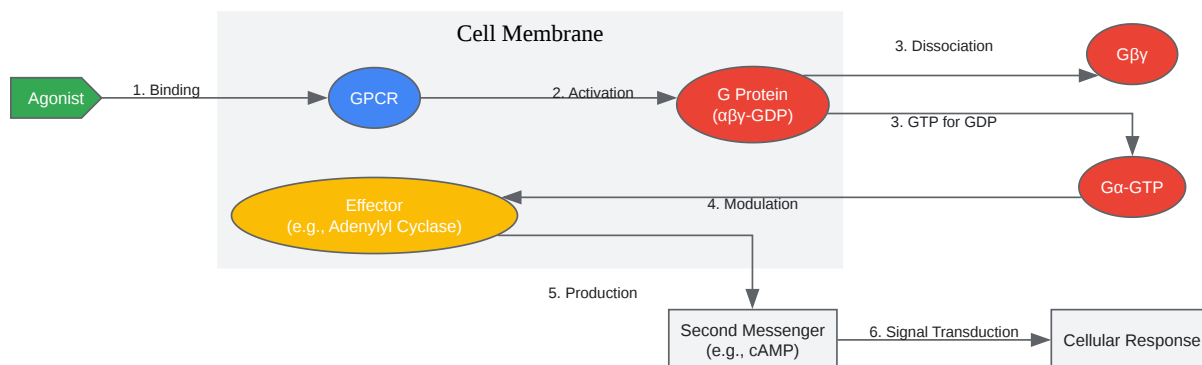 Cell Membrane
3. Dissociation
Gβγ
Agonist
1. Binding
GPCR
2. Activation
G Protein
(αβγ-GDP)
3. GTP for GDP
Gα-GTP
Effector
(e.g., Adenylyl Cyclase)
4. Modulation
5. Production
Second Messenger
(e.g., cAMP)
6. Signal Transduction
Cellular Response